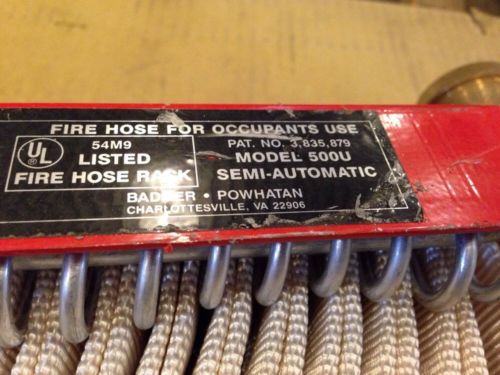 FIRE HOSE FOR OCCUPANTS USE
UL
54M9
LISTED
FIRE HOSE RACK
PAT. NO. 3,835,879
MODEL 500U
SEMI-AUTOMATIC
BADGER • POWHATAN
CHARLOTTESVILLE, VA 22906